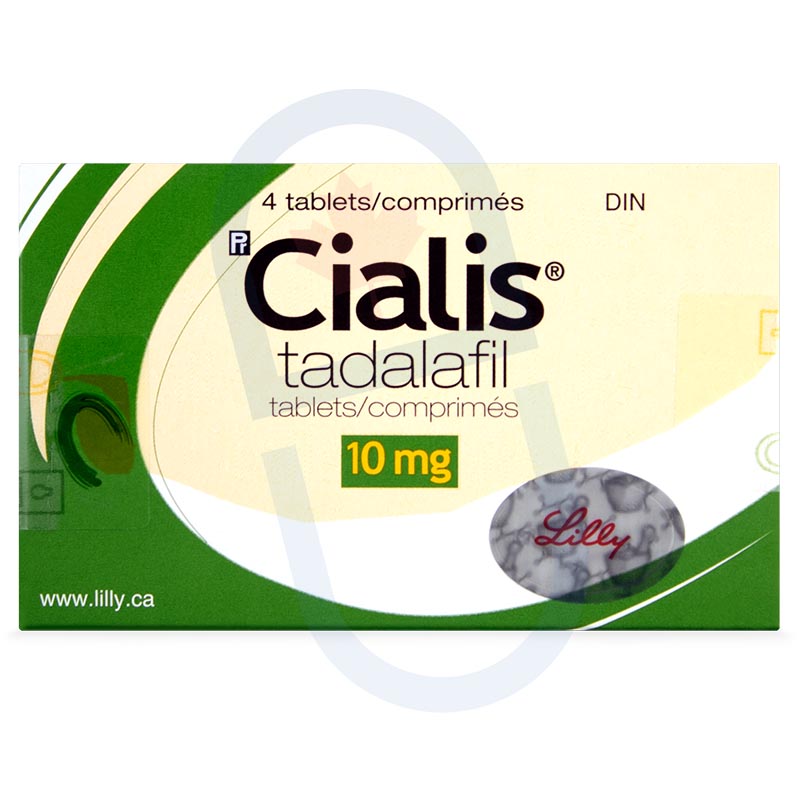 4 tablets/comprimés DIN
Pr
Cialis®
tadalafil
tablets/comprimés
10 mg
Lilly
www.lilly.ca